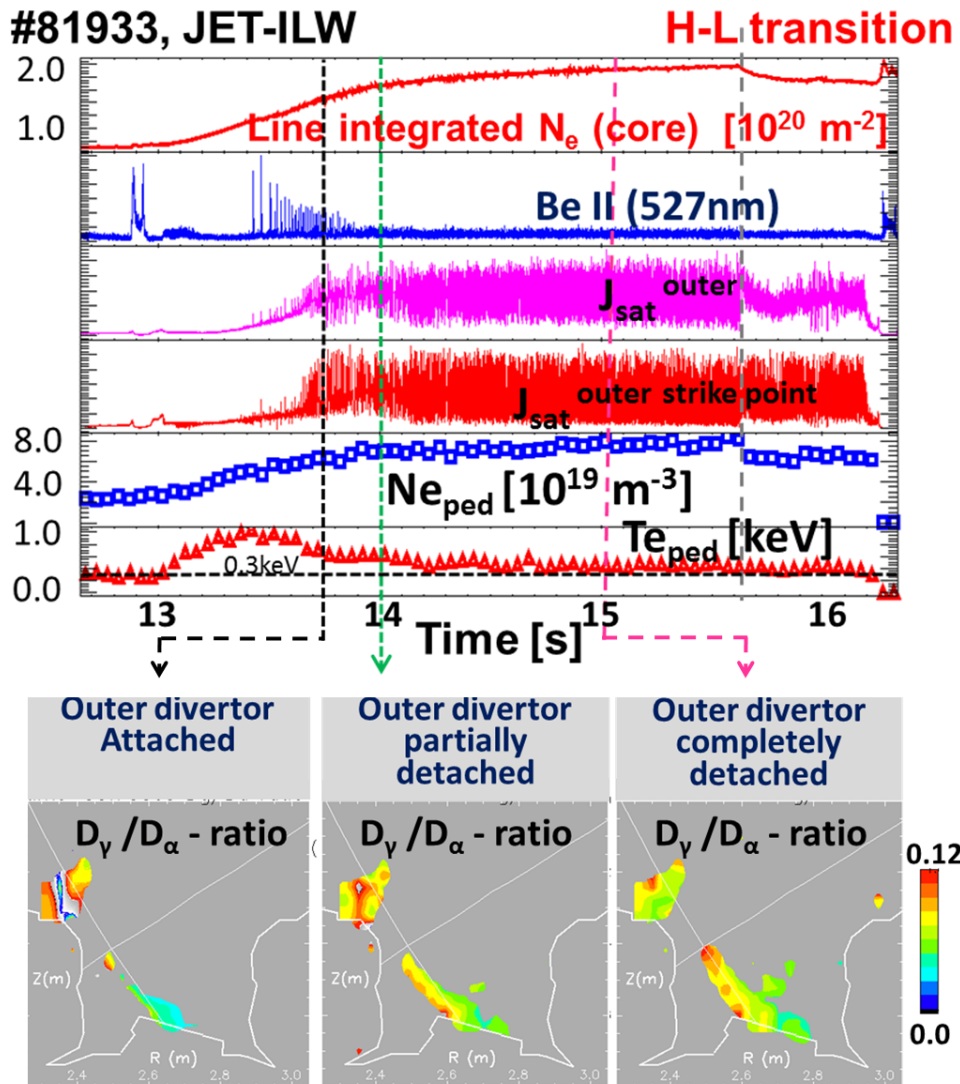 #81933, JET-ILW
H-L transition
2.0
1.0
Line integrated Ne (core) [10^20 m^-2]
Be II (527nm)
Jsat outer
Jsat outer strike point
8.0
4.0
Neped [10^19 m^-3]
1.0
0.0
Teped [keV]
0.3keV
13 14 15 16
Time [s]
Outer divertor
Attached
Outer divertor
partially
detached
Outer divertor
completely
detached
Dγ /Dα - ratio
Dγ /Dα - ratio
Dγ /Dα - ratio
0.12
0.0
Z(m)
Z(m)
Z(m)
R (m)
R (m)
R (m)
2.4 2.6 2.8 3.0
2.4 2.6 2.8 3.0
2.4 2.6 2.8 3.0